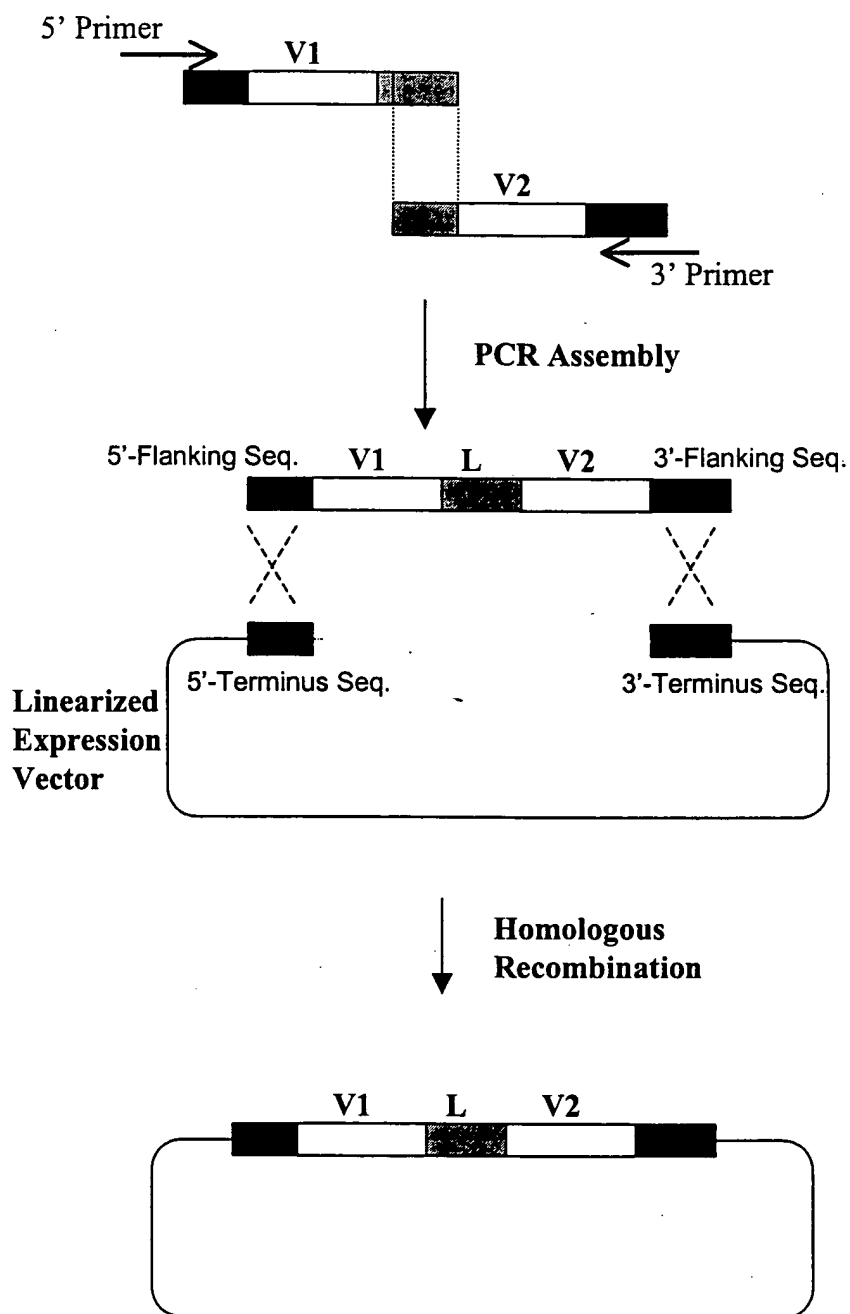 5' Primer
V1
V2
3' Primer
PCR Assembly
5'-Flanking Seq. V1 L V2 3'-Flanking Seq.
5'-Terminus Seq. 3'-Terminus Seq.
Linearized
Expression
Vector
Homologous
Recombination
V1 L V2